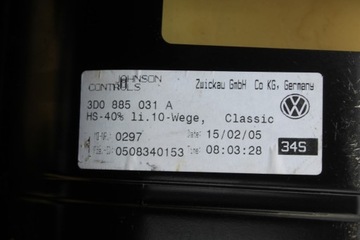 JOHNSON
CONTROLS Zwickau GmbH Co KG, Germany
3D0 885 031 A
HS-40% li.10-Wege, Classic
0297 Date: 15/02/05
0508340153 Time: 08:03:28 345